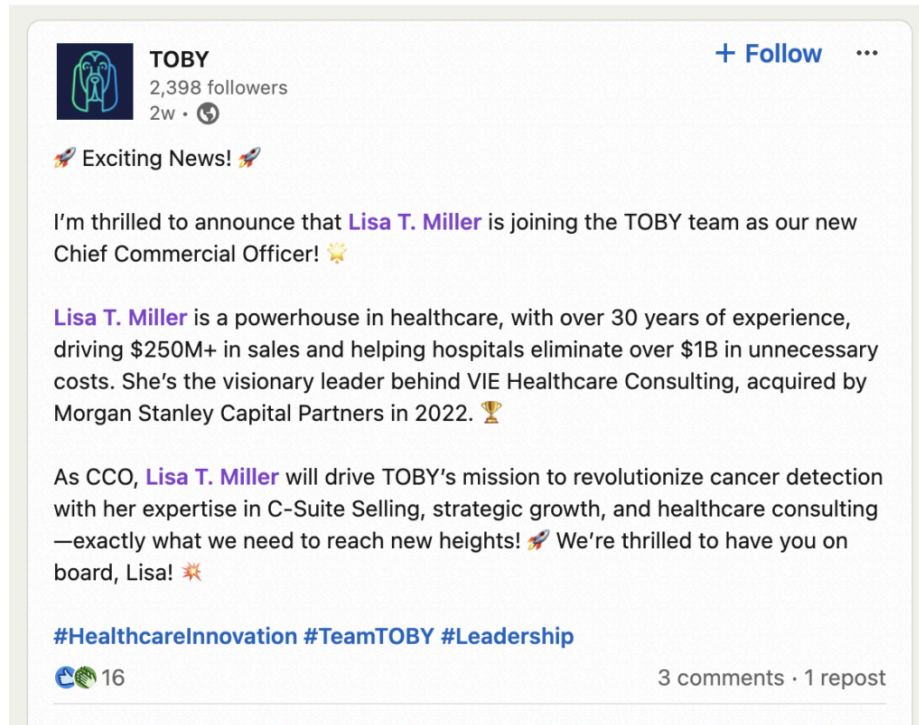 TOBY
+ Follow ...
2,398 followers
2w •
🚀 Exciting News! 🚀
I’m thrilled to announce that Lisa T. Miller is joining the TOBY team as our new
Chief Commercial Officer! 🌟
Lisa T. Miller is a powerhouse in healthcare, with over 30 years of experience,
driving $250M+ in sales and helping hospitals eliminate over $1B in unnecessary
costs. She’s the visionary leader behind VIE Healthcare Consulting, acquired by
Morgan Stanley Capital Partners in 2022. 🏆
As CCO, Lisa T. Miller will drive TOBY’s mission to revolutionize cancer detection
with her expertise in C-Suite Selling, strategic growth, and healthcare consulting
—exactly what we need to reach new heights! 🚀 We’re thrilled to have you on
board, Lisa! 💥
#HealthcareInnovation #TeamTOBY #Leadership
16
3 comments · 1 repost